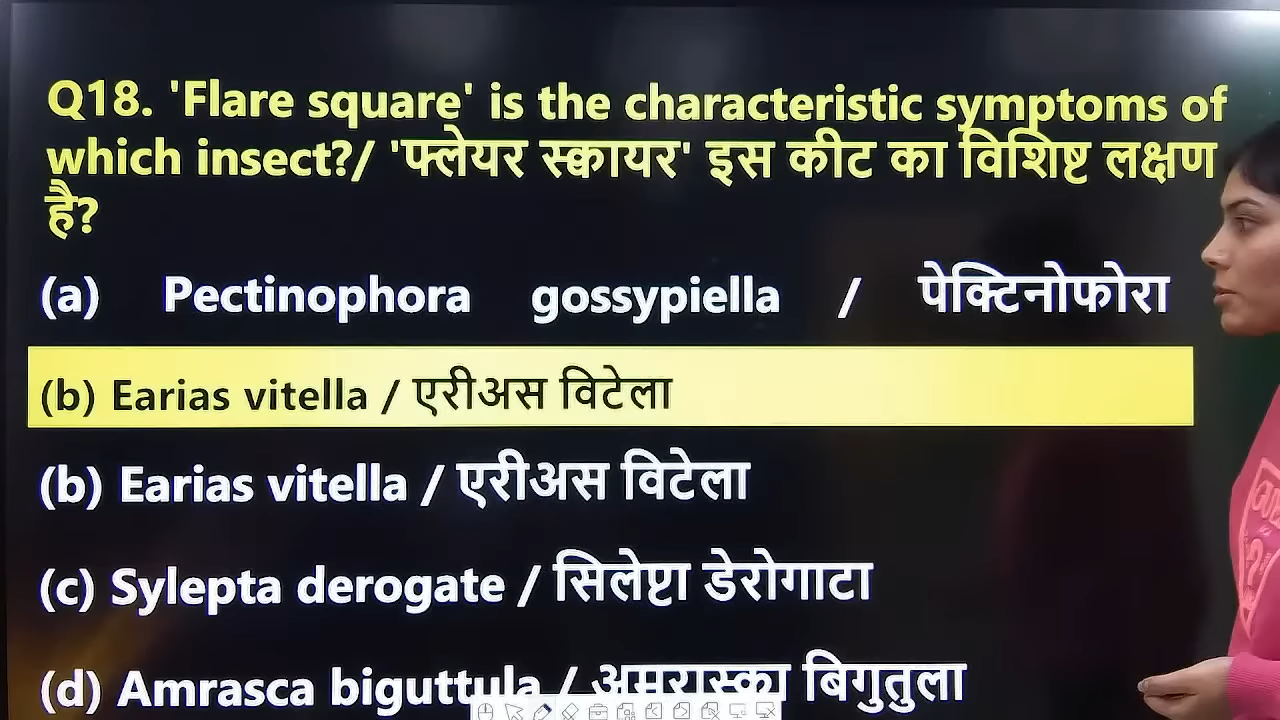 Q18. 'Flare square' is the characteristic symptoms of
which insect?/ 'फ्लेयर स्क्वायर' इस कीट का विशिष्ट लक्षण
है?
(a) Pectinophora gossypiella / पेक्टिनोफोरा
(b) Earias vitella / एरीअस विटेला
(b) Earias vitella / एरीअस विटेला
(c) Sylepta derogate / सिलेप्टा डेरोगाटा
(d) Amrasca biguttula / अमरास्का बिगुतुला